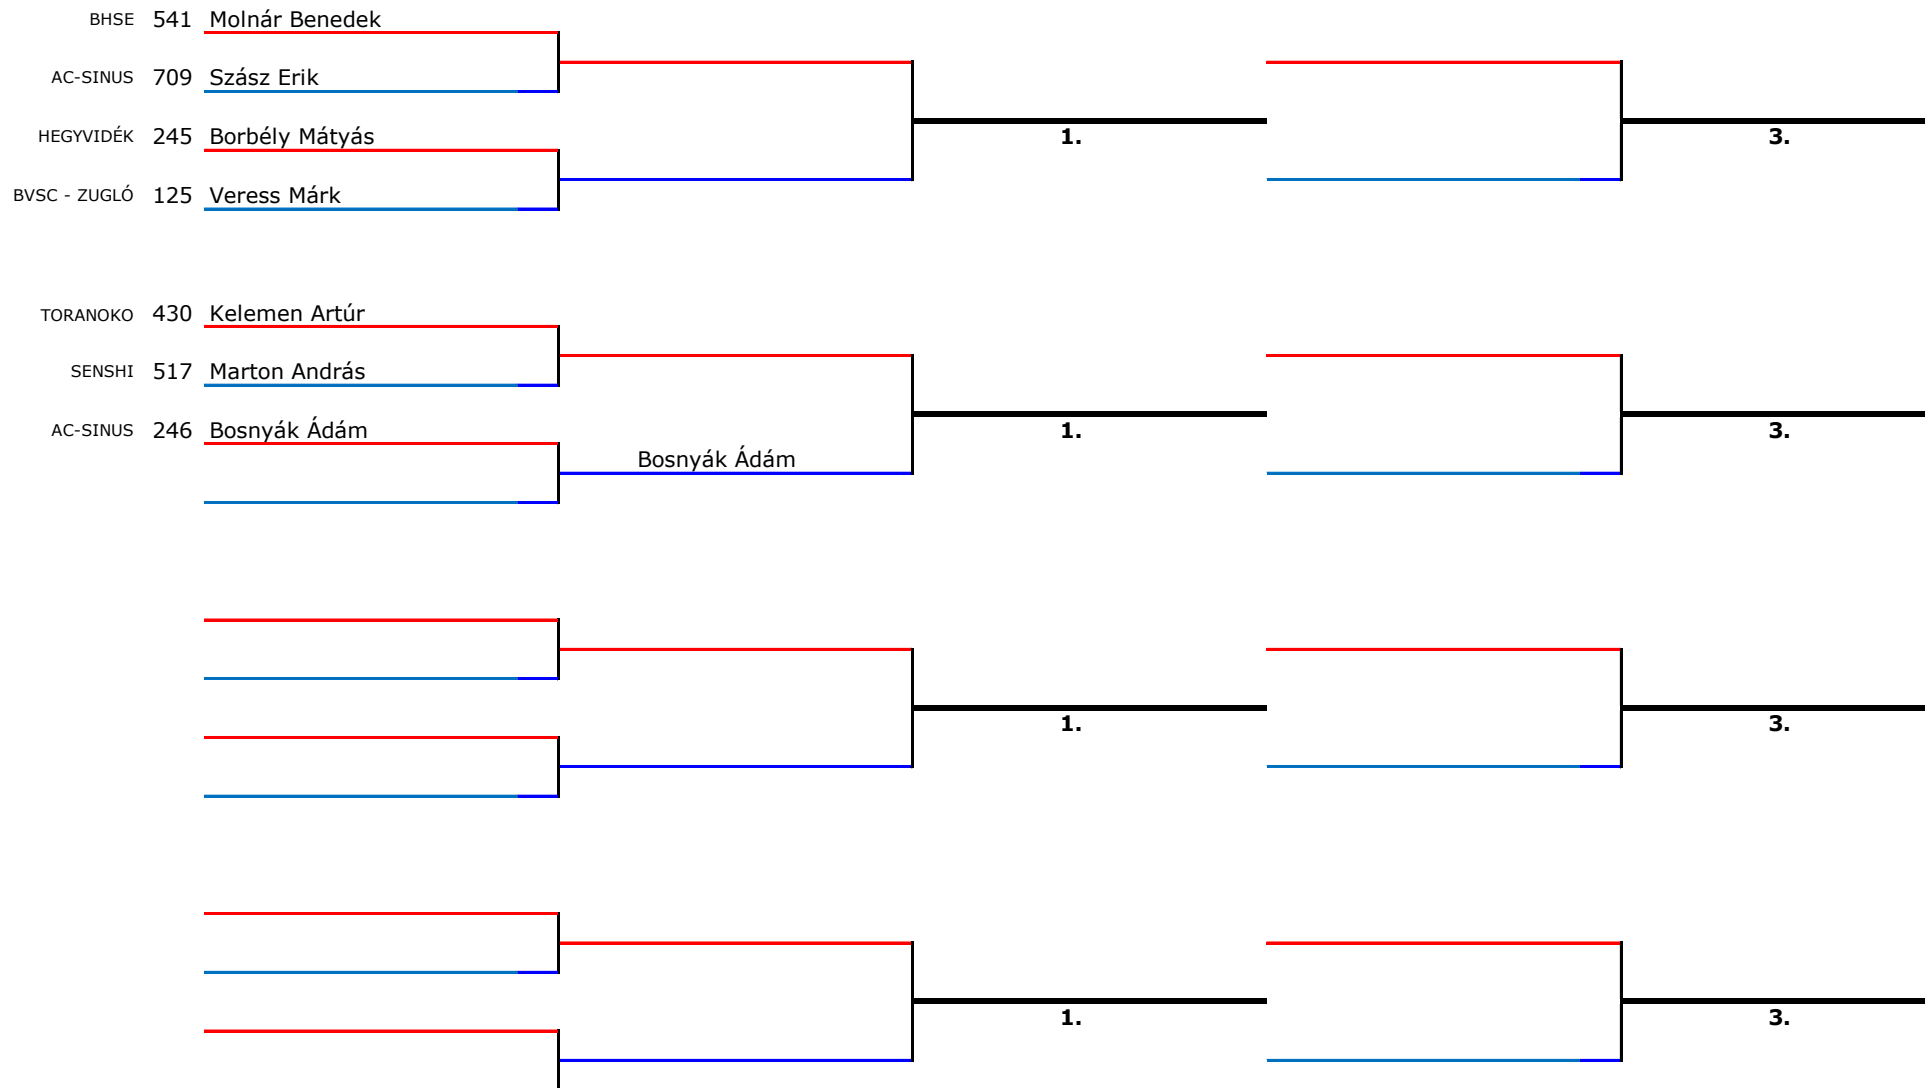 BHSE 541 Molnár Benedek
AC-SINUS 709 Szász Erik
HEGYVIDÉK 245 Borbély Mátyás
1. 3.
BVSC - ZUGLÓ 125 Veress Márk
TORANOKO 430 Kelemen Artúr
SENSHI 517 Marton András
AC-SINUS 246 Bosnyák Ádám
1. 3.
Bosnyák Ádám
1. 3.
1. 3.